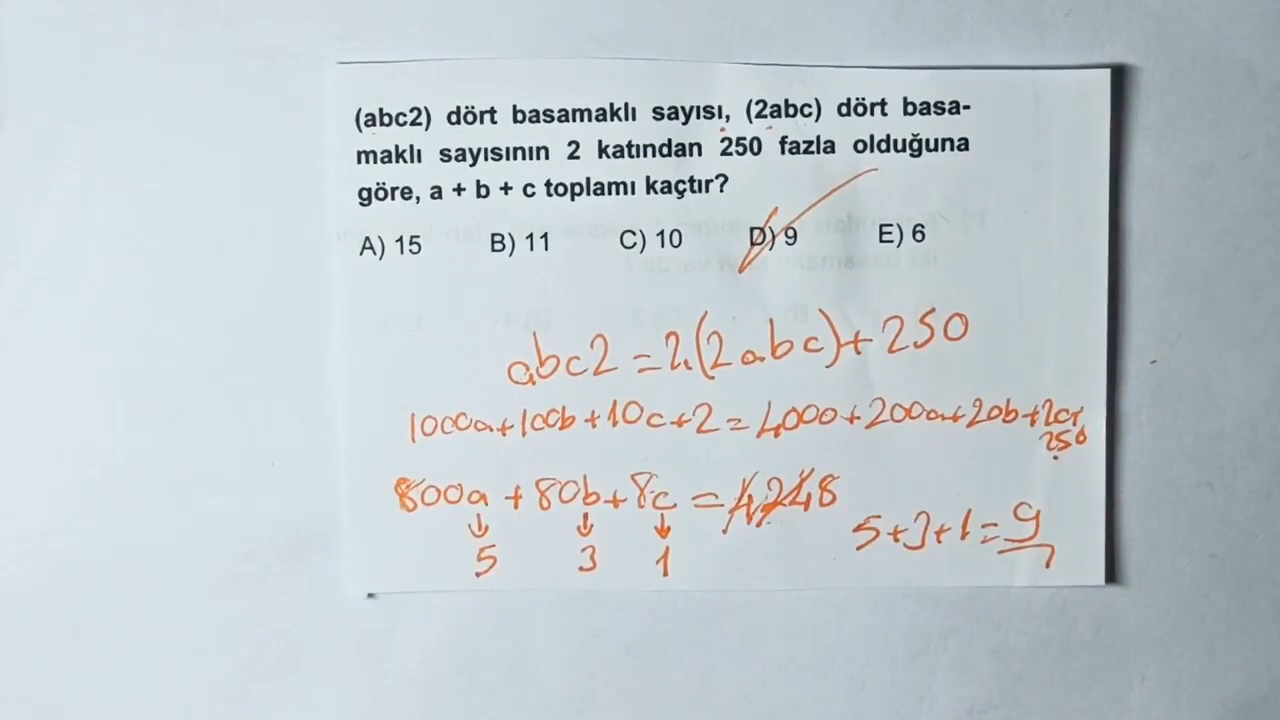 (abc2) dört basamaklı sayısı, (2abc) dört basa-
maklı sayısının 2 katından 250 fazla olduğuna
göre, a + b + c toplamı kaçtır?
A) 15 B) 11 C) 10 D) 9 E) 6
abc2 = 2.(2abc) + 250
1000a + 100b + 10c + 2 = 4000 + 200a + 20b + 2c +
250
800a + 80b + 8c = 4248
5 3 1
5 + 3 + 1 = 9